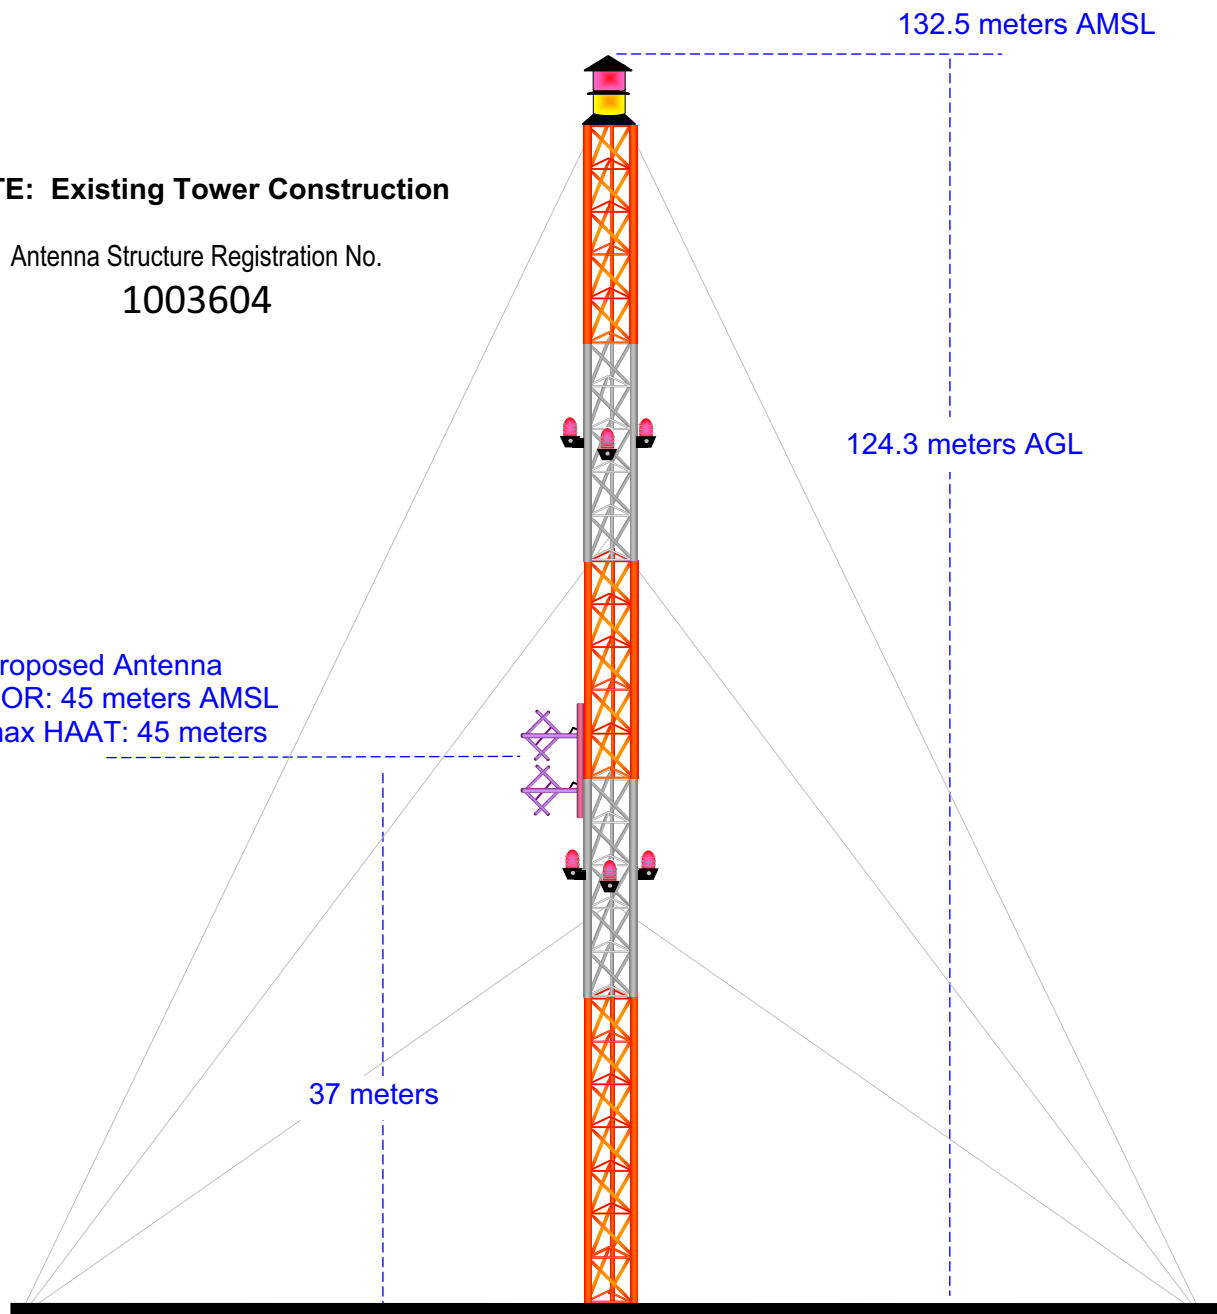 132.5 meters AMSL
TE:  Existing Tower Construction
Antenna Structure Registration No.
1003604
124.3 meters AGL
roposed Antenna
OR: 45 meters AMSL
ax HAAT: 45 meters
37 meters